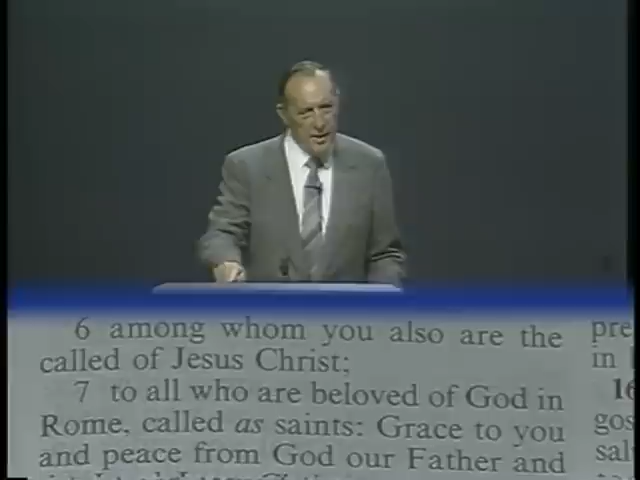 6 among whom you also are the
called of Jesus Christ;
7 to all who are beloved of God in
Rome, called as saints: Grace to you
and peace from God our Father and
pre
in
16
gos
sal